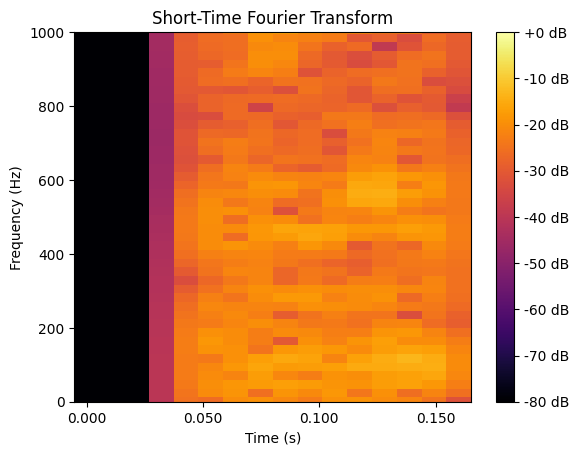 Short-Time Fourier Transform
1000
800
600
400
200
0
Frequency (Hz)
0.000
0.050
0.100
0.150
Time (s)
+0 dB
-10 dB
-20 dB
-30 dB
-40 dB
-50 dB
-60 dB
-70 dB
-80 dB